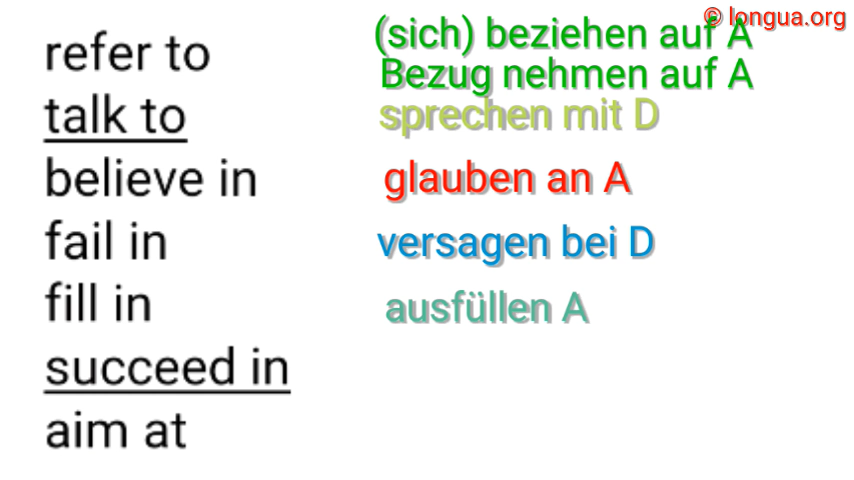 © longua.org
refer to (sich) beziehen auf A
Bezug nehmen auf A
talk to sprechen mit D
believe in glauben an A
fail in versagen bei D
fill in ausfüllen A
succeed in
aim at